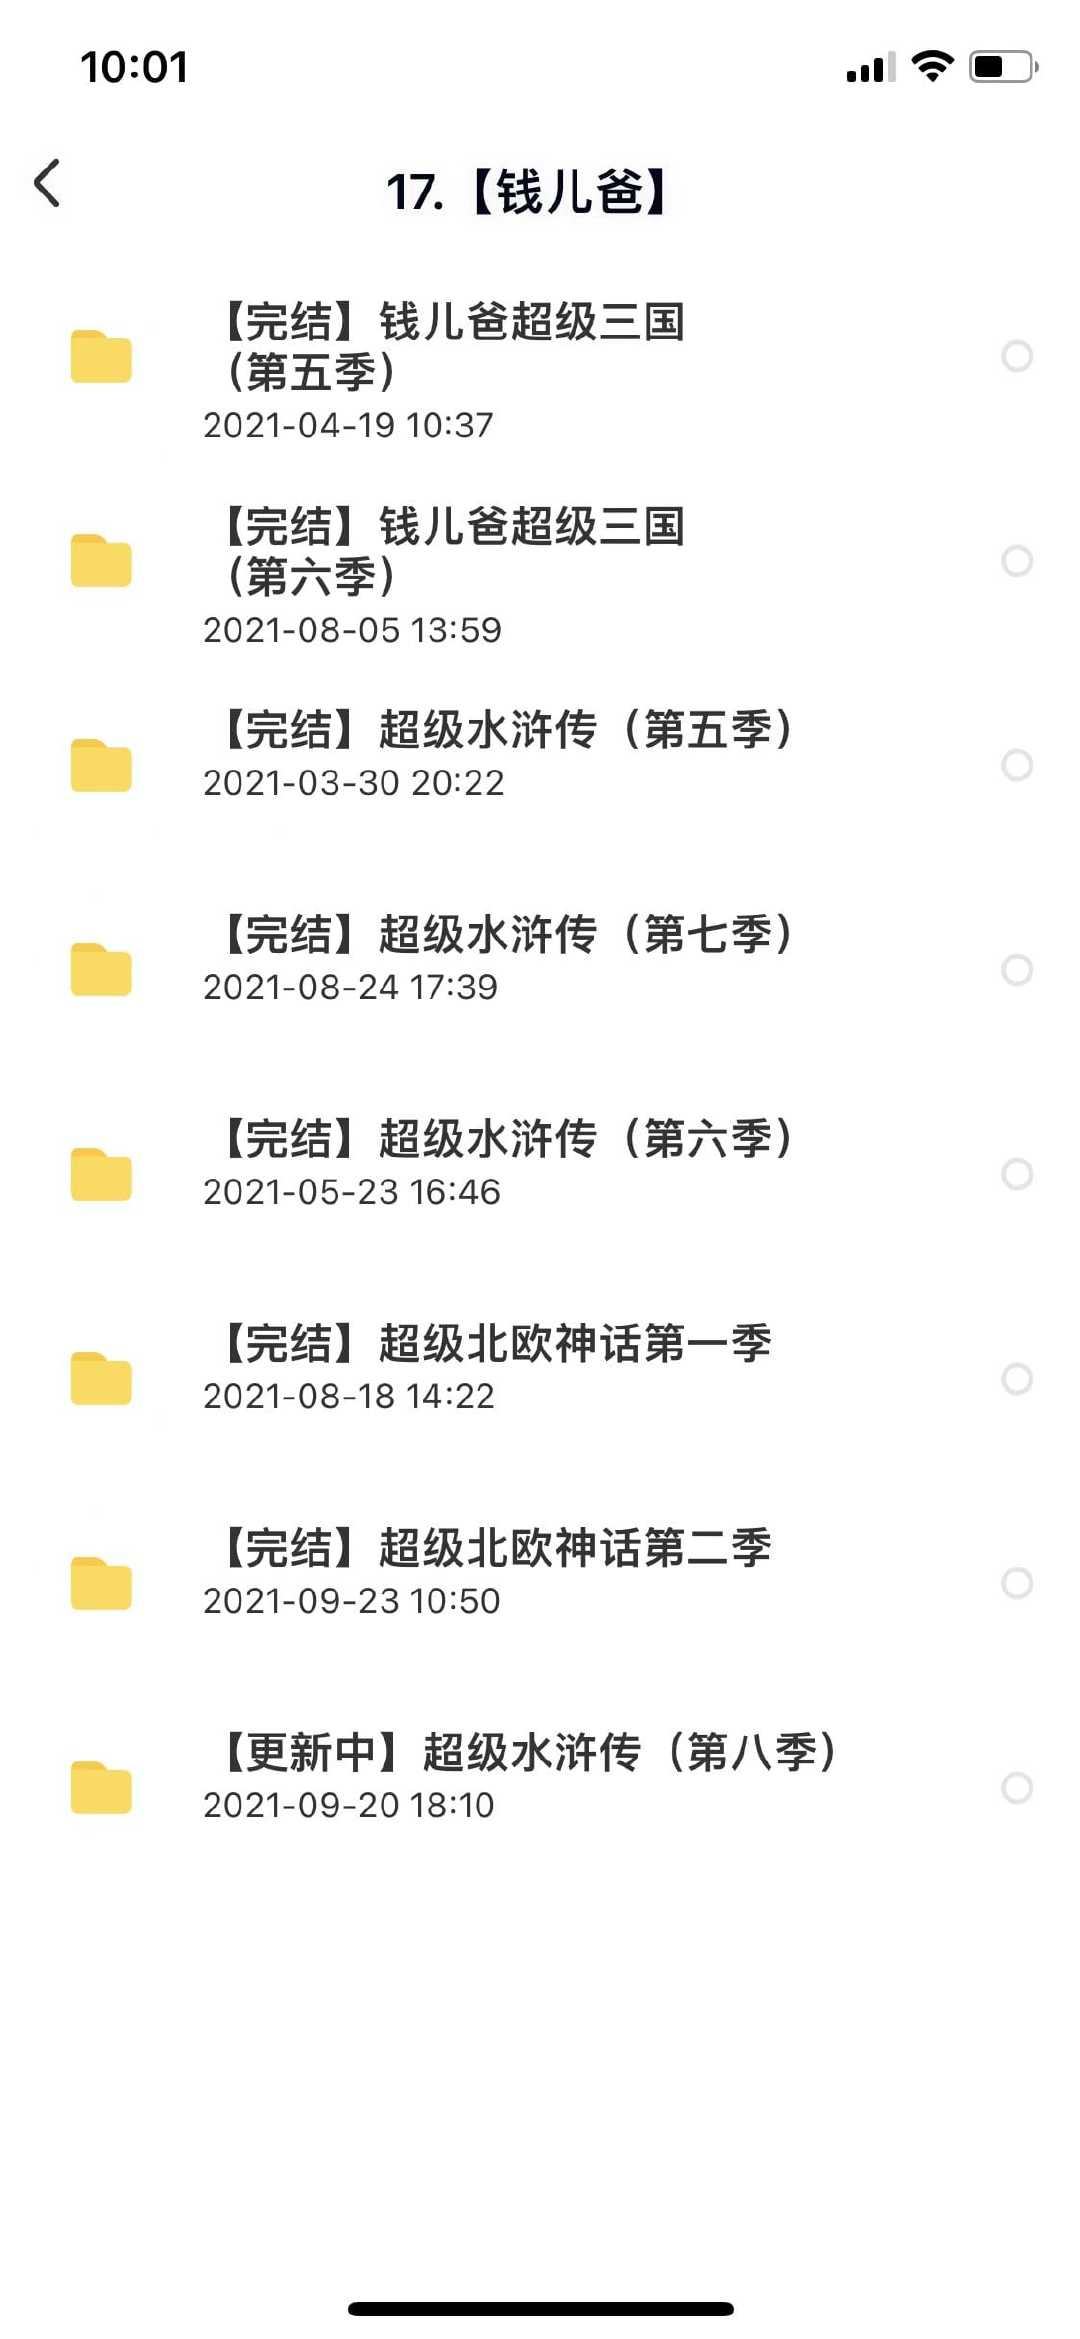 10:01
17.【钱儿爸】
【完结】钱儿爸超级三国
（第五季）
2021-04-19 10:37
【完结】钱儿爸超级三国
（第六季）
2021-08-05 13:59
【完结】超级水浒传（第五季）
2021-03-30 20:22
【完结】超级水浒传（第七季）
2021-08-24 17:39
【完结】超级水浒传（第六季）
2021-05-23 16:46
【完结】超级北欧神话第一季
2021-08-18 14:22
【完结】超级北欧神话第二季
2021-09-23 10:50
【更新中】超级水浒传（第八季）
2021-09-20 18:10